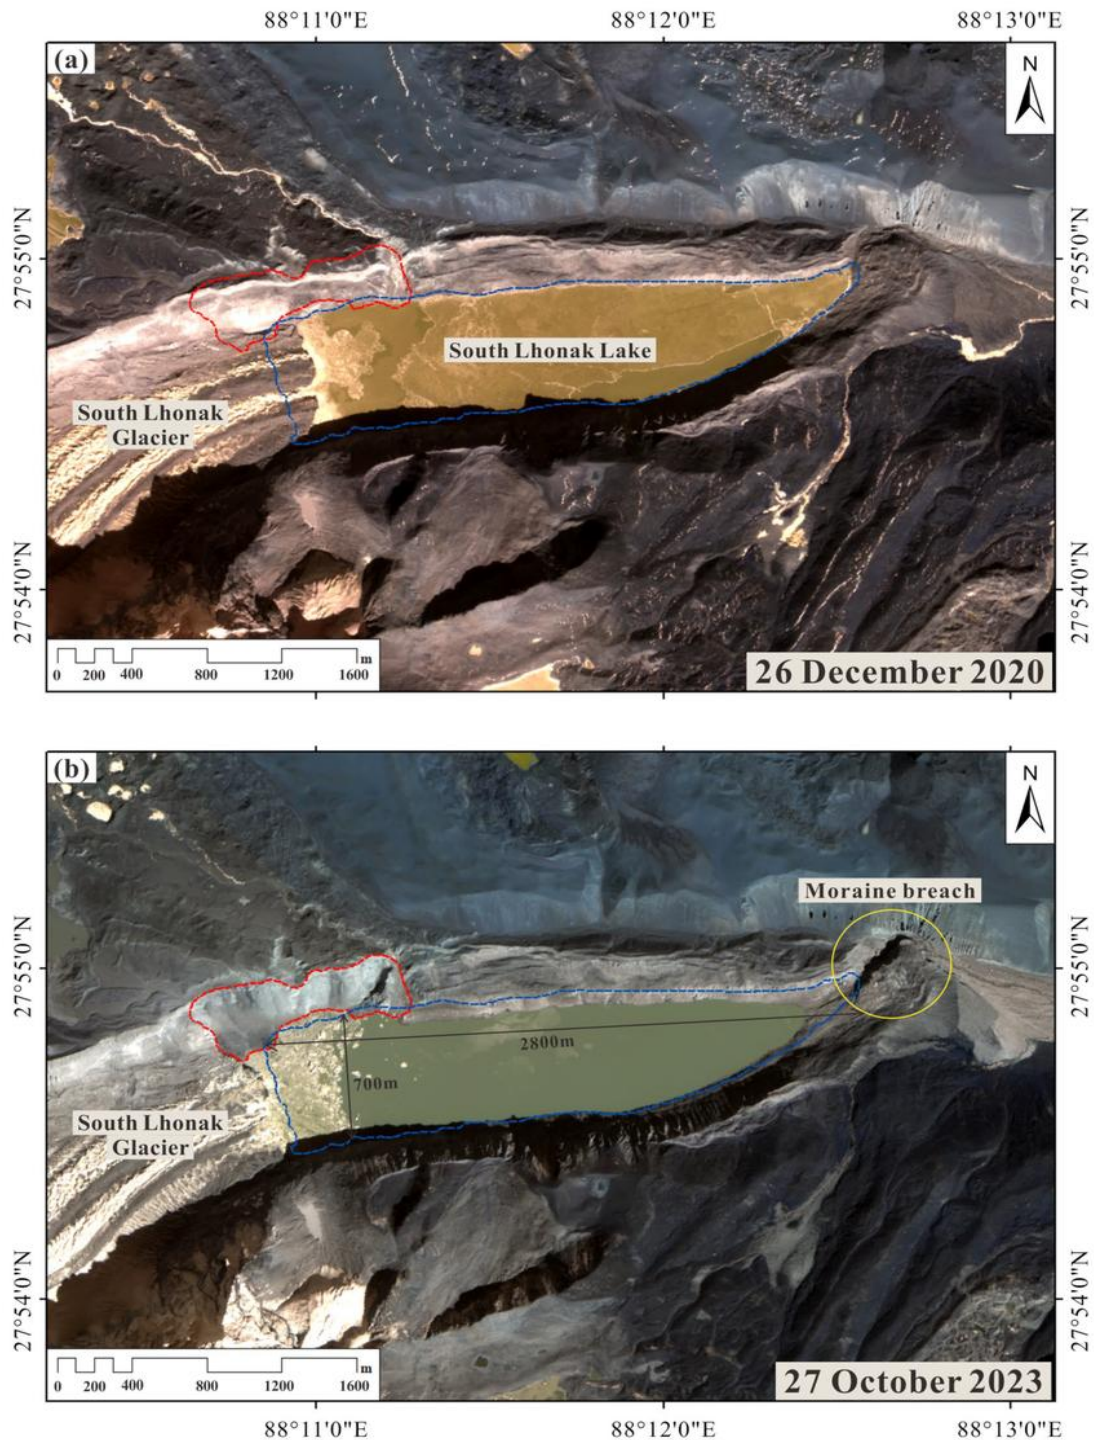 88°11'0"E 88°12'0"E 88°13'0"E
(a)
N
27°55'0"N 27°55'0"N
South Lhonak Lake
South Lhonak
Glacier
27°54'0"N 27°54'0"N
m
0 200 400 800 1200 1600
26 December 2020
(b)
N
Moraine breach
27°55'0"N 27°55'0"N
2800m
700m
South Lhonak
Glacier
27°54'0"N 27°54'0"N
m
0 200 400 800 1200 1600
27 October 2023
88°11'0"E 88°12'0"E 88°13'0"E